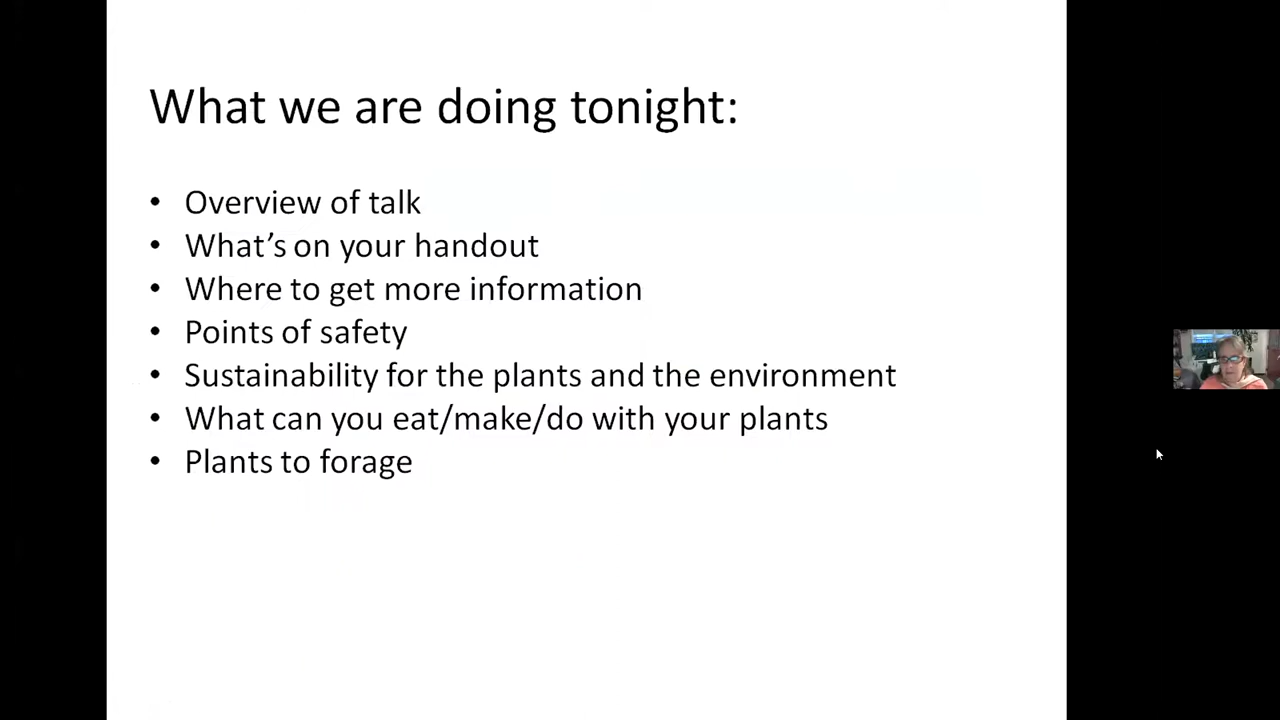 What we are doing tonight:
• Overview of talk
• What’s on your handout
• Where to get more information
• Points of safety
• Sustainability for the plants and the environment
• What can you eat/make/do with your plants
• Plants to forage